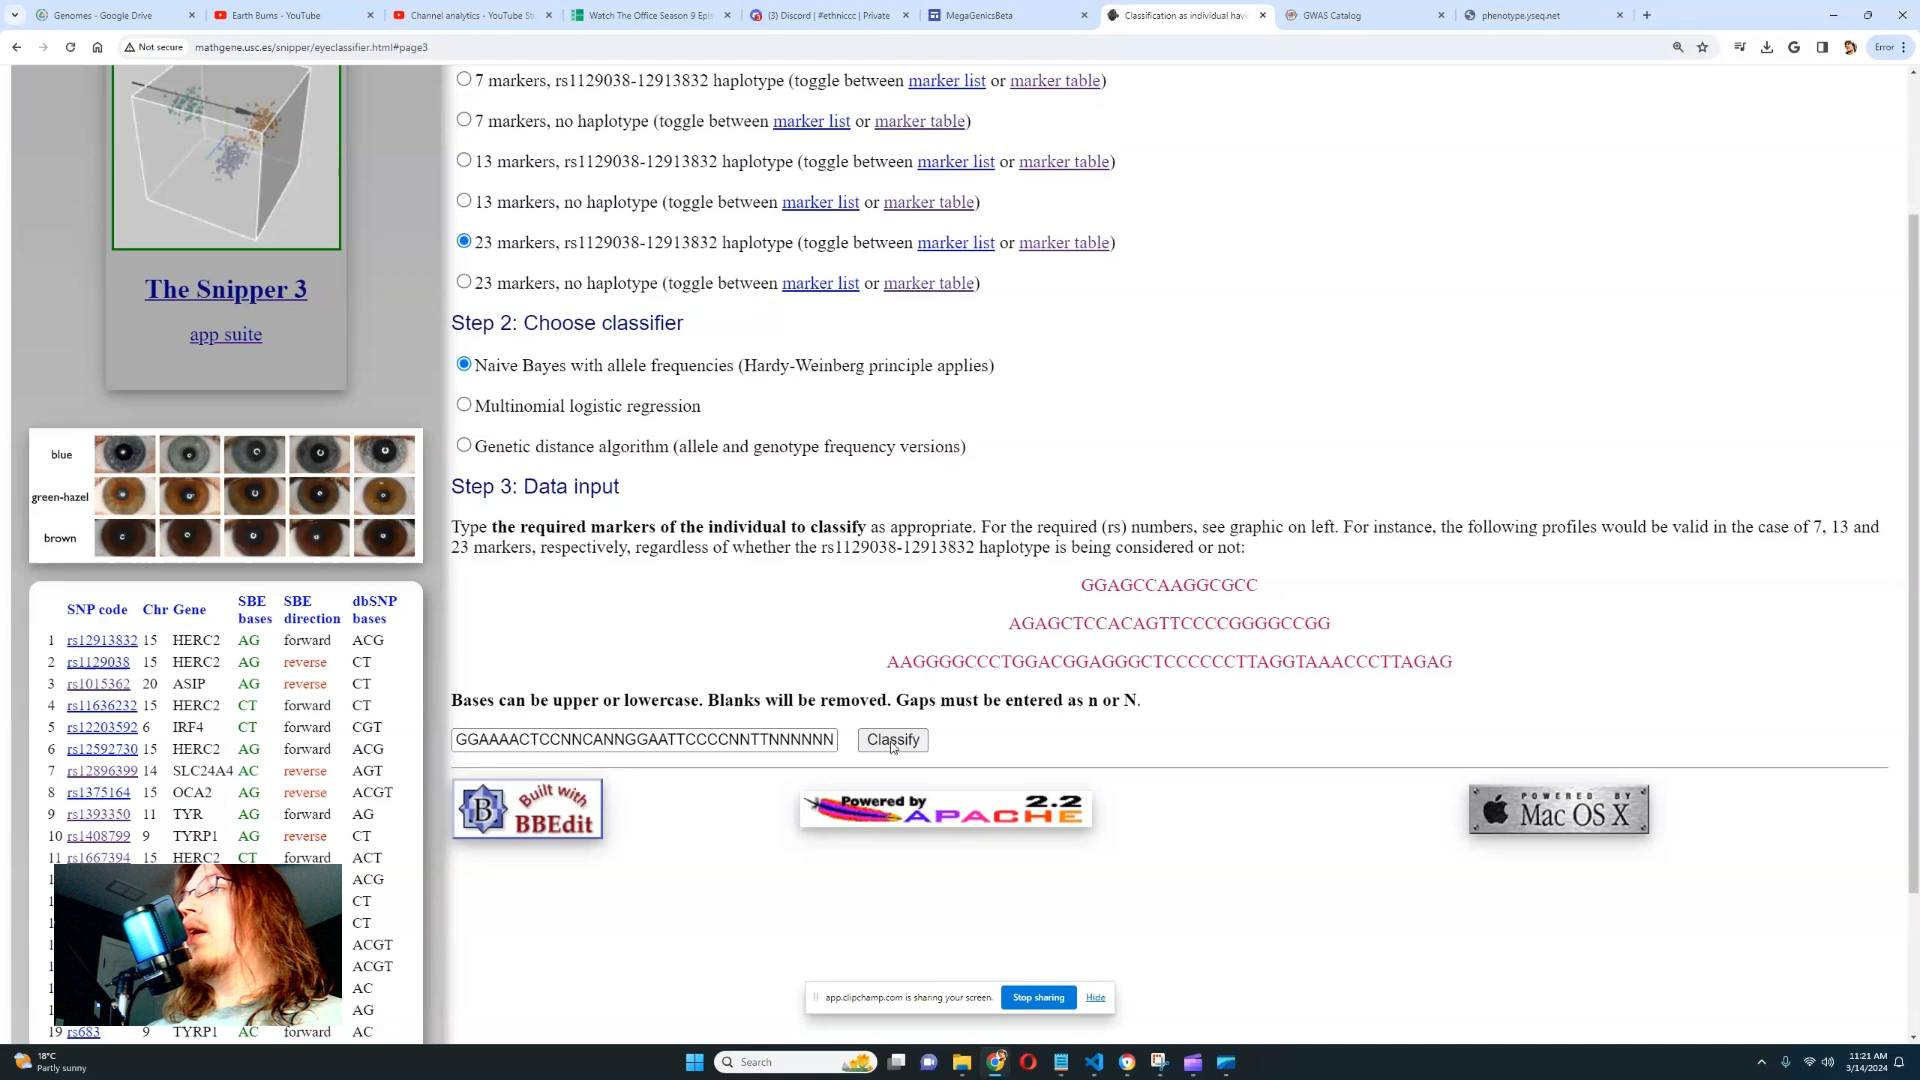 Genomes - Google Drive
Earth Burns - YouTube
Channel analytics - YouTube St
Watch The Office Season 9 Epi
(3) Discord | #ethniccc | Private
MegaGenicsBeta
Classification as individual havi
GWAS Catalog
phenotype.yseq.net
Not secure
mathgene.usc.es/snipper/eyeclassifier.html#page3
Error
7 markers, rs1129038-12913832 haplotype (toggle between marker list or marker table)
7 markers, no haplotype (toggle between marker list or marker table)
13 markers, rs1129038-12913832 haplotype (toggle between marker list or marker table)
13 markers, no haplotype (toggle between marker list or marker table)
23 markers, rs1129038-12913832 haplotype (toggle between marker list or marker table)
23 markers, no haplotype (toggle between marker list or marker table)
The Snipper 3
app suite
Step 2: Choose classifier
Naive Bayes with allele frequencies (Hardy-Weinberg principle applies)
Multinomial logistic regression
Genetic distance algorithm (allele and genotype frequency versions)
Step 3: Data input
Type the required markers of the individual to classify as appropriate. For the required (rs) numbers, see graphic on left. For instance, the following profiles would be valid in the case of 7, 13 and
23 markers, respectively, regardless of whether the rs1129038-12913832 haplotype is being considered or not:
GGAGCCAAGGCGCC
AGAGCTCCACAGTTCCCCGGGGCCGG
AAGGGGCCCTGGACGGAGGGCTCCCCCCTTAGGTAAACCCTTAGAG
Bases can be upper or lowercase. Blanks will be removed. Gaps must be entered as n or N.
GGAAAACTCCNNCANNGGAATTCCCCNNTTNNNNNN
Classify
Built with
BBEdit
Powered by
APACHE
2.2
POWERED BY
Mac OS X
blue
green-hazel
brown
SNP code Chr Gene SBE bases SBE direction dbSNP bases
1 rs12913832 15 HERC2 AG forward ACG
2 rs1129038 15 HERC2 AG reverse CT
3 rs1015362 20 ASIP AG reverse CT
4 rs11636232 15 HERC2 CT forward CT
5 rs12203592 6 IRF4 CT forward CGT
6 rs12592730 15 HERC2 AG forward ACG
7 rs12896399 14 SLC24A4 AC reverse AGT
8 rs1375164 15 OCA2 AG reverse ACGT
9 rs1393350 11 TYR AG forward AG
10 rs1408799 9 TYRP1 AG reverse CT
11 rs1667394 15 HERC2 CT forward ACT
1 ACG
1 CT
1 CT
1 ACGT
1 ACGT
1 AC
1 AG
19 rs683 9 TYRP1 AC forward AC
app.clipchamp.com is sharing your screen.
Stop sharing
Hide
18°C
Partly sunny
Search
11:21 AM
3/14/2024